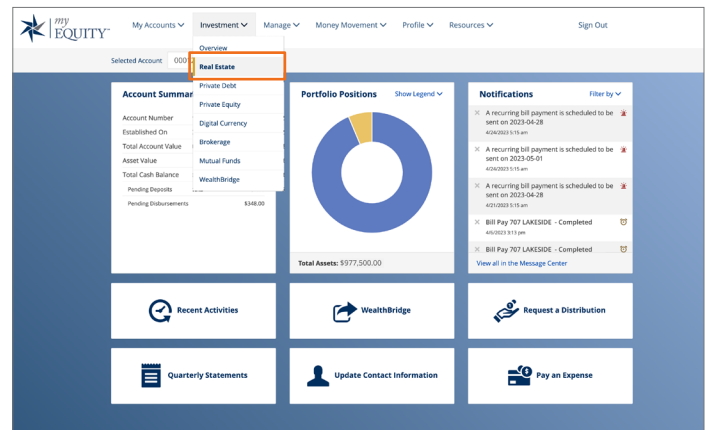 my
EQUITY
My Accounts
Investment
Manage
Money Movement
Profile
Resources
Sign Out
Selected Account 0001
Overview
Real Estate
Private Debt
Private Equity
Digital Currency
Brokerage
Mutual Funds
WealthBridge
Account Summar
Account Number
Established On
Total Account Value
Asset Value
Total Cash Balance
Pending Deposits
Pending Disbursements $348.00
Portfolio Positions Show Legend
Total Assets: $977,500.00
Notifications Filter by
A recurring bill payment is scheduled to be
sent on 2023-04-28
4/24/2023 5:15 am
A recurring bill payment is scheduled to be
sent on 2023-05-01
4/24/2023 5:15 am
A recurring bill payment is scheduled to be
sent on 2023-04-28
4/21/2023 5:15 am
Bill Pay 707 LAKESIDE - Completed
4/6/2023 3:13 pm
Bill Pay 707 LAKESIDE - Completed
View all in the Message Center
Recent Activities
WealthBridge
Request a Distribution
Quarterly Statements
Update Contact Information
Pay an Expense